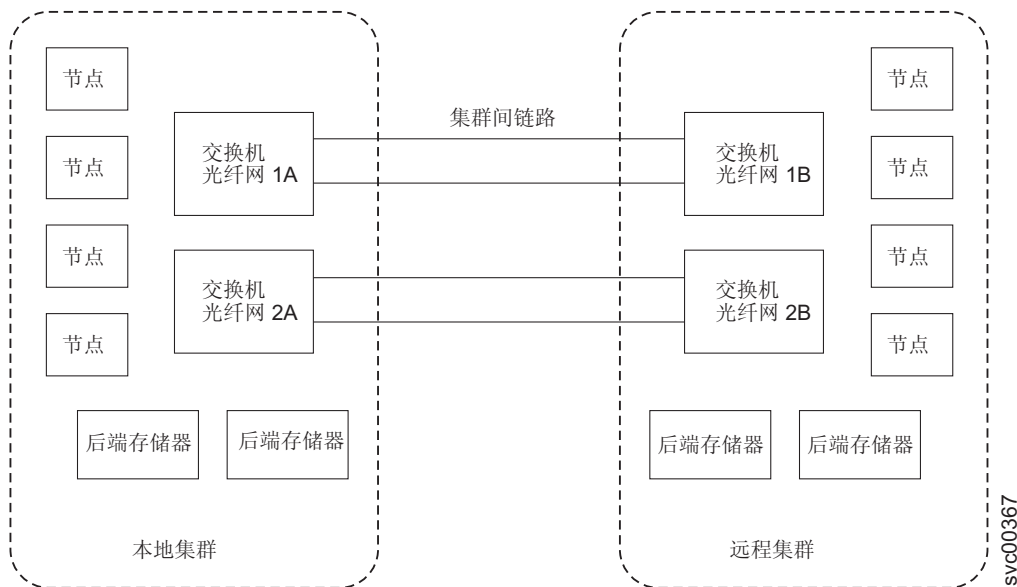 节点
节点
节点
节点
交换机
光纤网 1A
交换机
光纤网 2A
后端存储器
后端存储器
本地集群
集群间链路
交换机
光纤网 1B
交换机
光纤网 2B
节点
节点
节点
节点
后端存储器
后端存储器
远程集群
svc00367